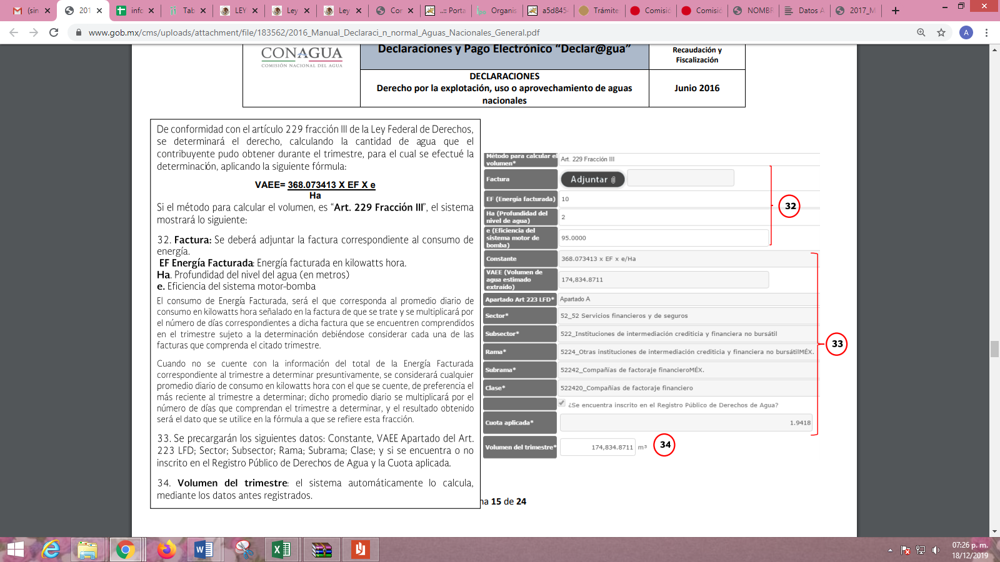 (sin
201
info
Tab
LEY
Ley
Ley
Cor
..:: Porta
Organis
a5d845
Trámite
Comisió
Comisió
NOMBR
Datos A
2017_M
www.gob.mx/cms/uploads/attachment/file/183562/2016_Manual_Declaraci_n_normal_Aguas_Nacionales_General.pdf
A
CONAGUA
COMISIÓN NACIONAL DEL AGUA
Declaraciones y Pago Electrónico “Declar@gua”
Recaudación y
Fiscalización
DECLARACIONES
Derecho por la explotación, uso o aprovechamiento de aguas
nacionales
Junio 2016
De conformidad con el artículo 229 fracción III de la Ley Federal de Derechos,
se determinará el derecho, calculando la cantidad de agua que el
contribuyente pudo obtener durante el trimestre, para el cual se efectué la
determinación, aplicando la siguiente fórmula:
VAEE= 368.073413 X EF X e
Ha
Si el método para calcular el volumen, es “Art. 229 Fracción III”, el sistema
mostrará lo siguiente:
32. Factura: Se deberá adjuntar la factura correspondiente al consumo de
energía.
EF Energía Facturada: Energía facturada en kilowatts hora.
Ha. Profundidad del nivel del agua (en metros)
e. Eficiencia del sistema motor-bomba
El consumo de Energía Facturada, será el que corresponda al promedio diario de
consumo en kilowatts hora señalado en la factura de que se trate y se multiplicará por
el número de días correspondientes a dicha factura que se encuentren comprendidos
en el trimestre sujeto a la determinación debiéndose considerar cada una de las
facturas que comprenda el citado trimestre.
Cuando no se cuente con la información del total de la Energía Facturada
correspondiente al trimestre a determinar presuntivamente, se considerará cualquier
promedio diario de consumo en kilowatts hora con el que se cuente, de preferencia el
más reciente al trimestre a determinar; dicho promedio diario se multiplicará por el
número de días que comprendan el trimestre a determinar, y el resultado obtenido
será el dato que se utilice en la fórmula a que se refiere esta fracción.
33. Se precargarán los siguientes datos: Constante, VAEE Apartado del Art.
223 LFD; Sector; Subsector; Rama; Subrama; Clase; y si se encuentra o no
inscrito en el Registro Público de Derechos de Agua y la Cuota aplicada.
34. Volumen del trimestre: el sistema automáticamente lo calcula,
mediante los datos antes registrados.
Método para calcular el
volumen*
Art. 229 Fracción III
Factura
Adjuntar
EF (Energía facturada)
10
Ha (Profundidad del
nivel de agua)
2
e (Eficiencia del
sistema motor de
bomba)
95.0000
32
Constante
368.073413 x EF x e/Ha
VAEE (Volumen de
agua estimado
extraído)
174,834.8711
Apartado Art 223 LFD*
Apartado A
Sector*
52_52 Servicios financieros y de seguros
Subsector*
522_Instituciones de intermediación crediticia y financiera no bursátil
Rama*
5224_Otras instituciones de intermediación crediticia y financiera no bursátilMÉX.
Subrama*
52242_Compañías de factoraje financieroMÉX.
Clase*
522420_Compañías de factoraje financiero
¿Se encuentra inscrito en el Registro Público de Derechos de Agua?
Cuota aplicada*
1.9418
33
Volumen del trimestre*
174,834.8711 m³
34
na 15 de 24
07:26 p. m.
18/12/2019